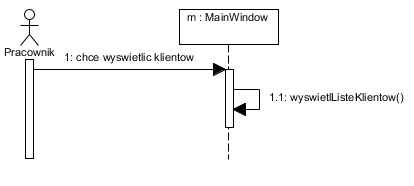 m : MainWindow
Pracownik
1: chce wyswietlic klientow
1.1: wyswietlListeKlientow()